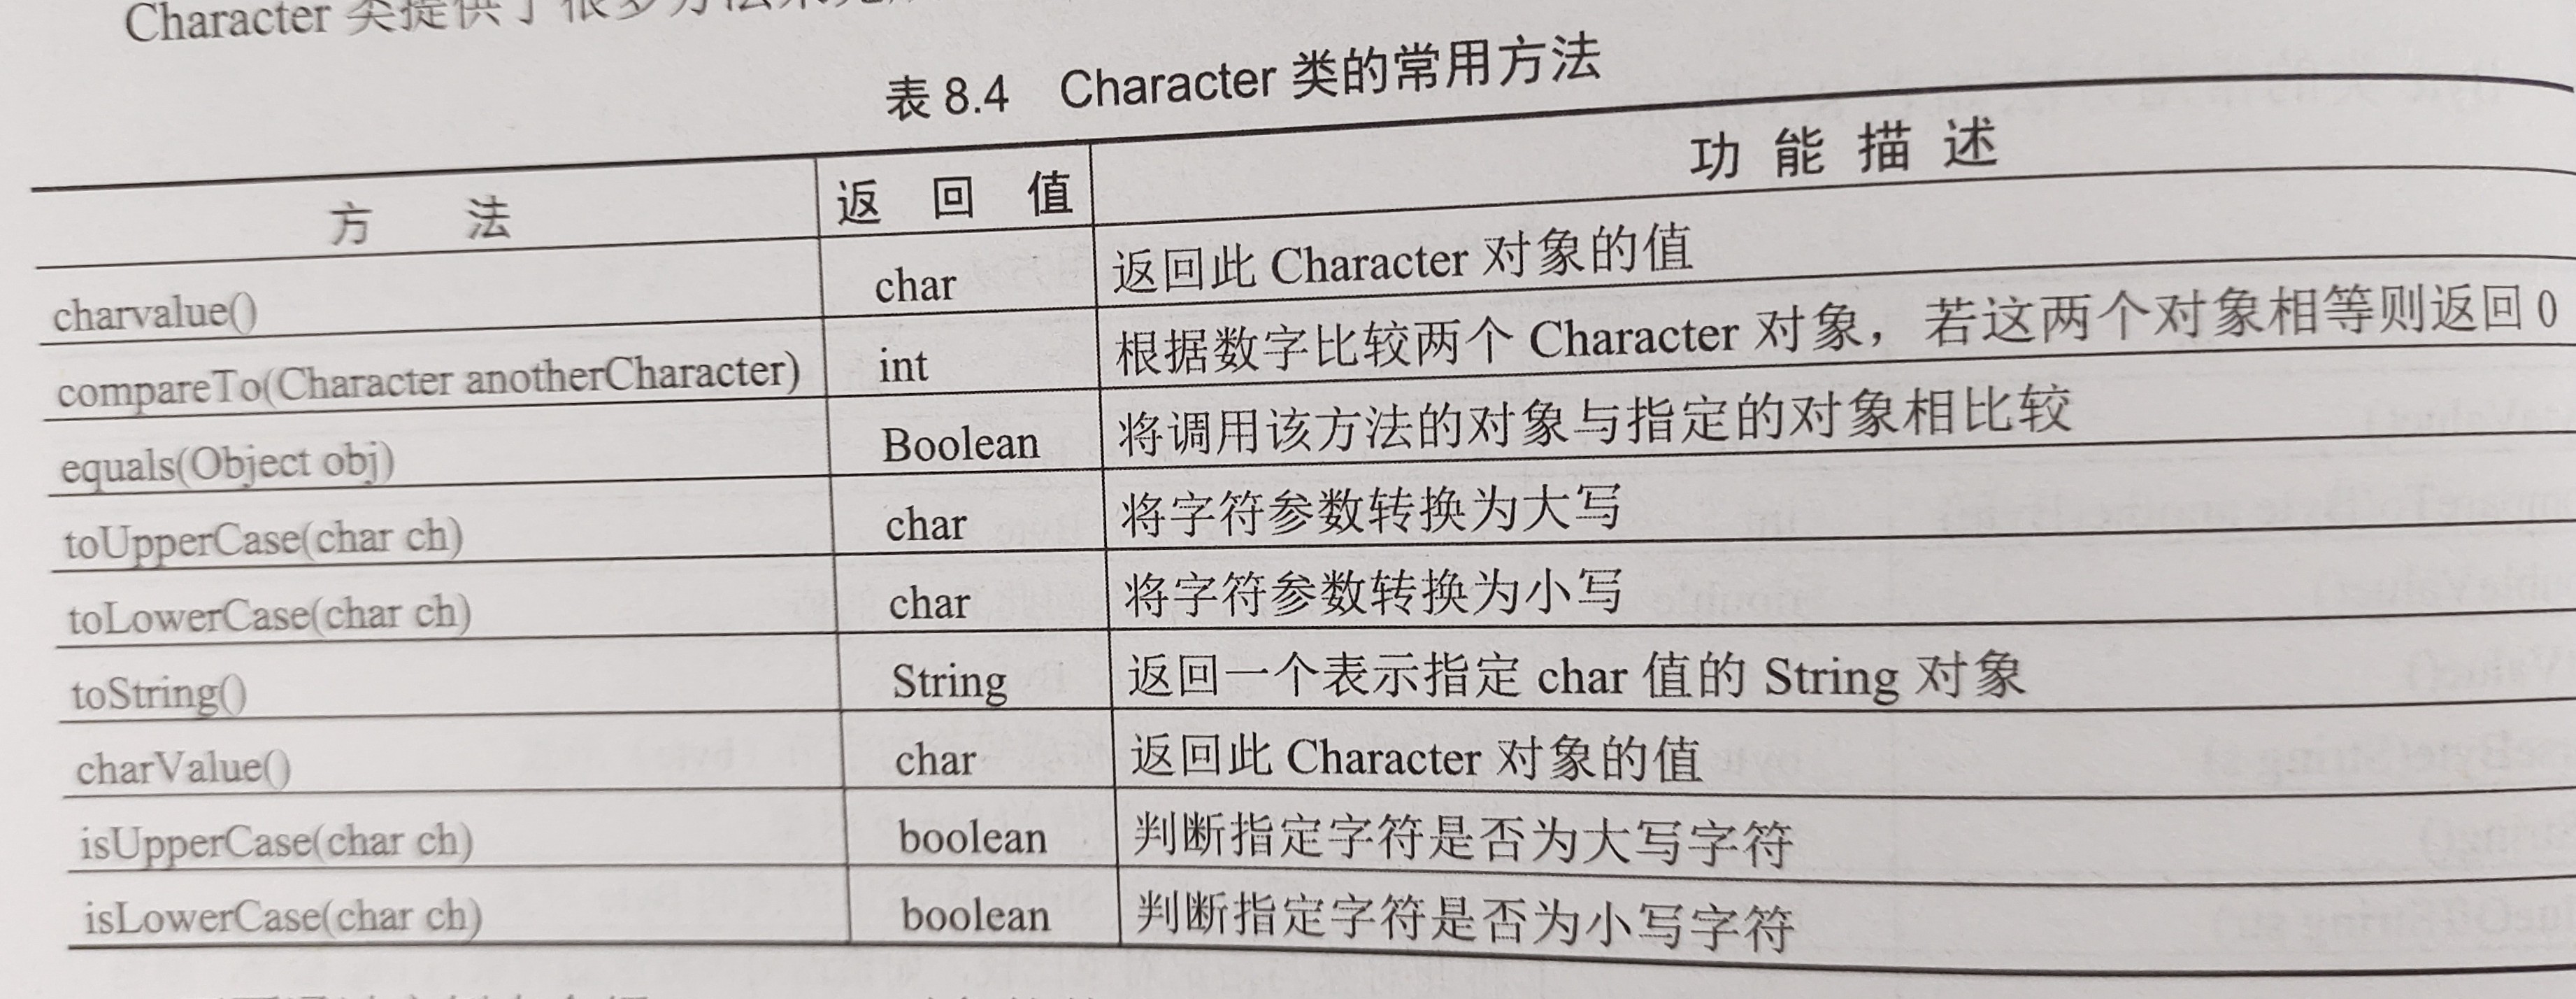 Character 类提供了很多方法来完
表 8.4 Character 类的常用方法
方 法 返 回 值 功 能 描 述
charvalue() char 返回此 Character 对象的值
compareTo(Character anotherCharacter) int 根据数字比较两个 Character 对象，若这两个对象相等则返回 0
equals(Object obj) Boolean 将调用该方法的对象与指定的对象相比较
toUpperCase(char ch) char 将字符参数转换为大写
toLowerCase(char ch) char 将字符参数转换为小写
toString() String 返回一个表示指定 char 值的 String 对象
charValue() char 返回此 Character 对象的值
isUpperCase(char ch) boolean 判断指定字符是否为大写字符
isLowerCase(char ch) boolean 判断指定字符是否为小写字符